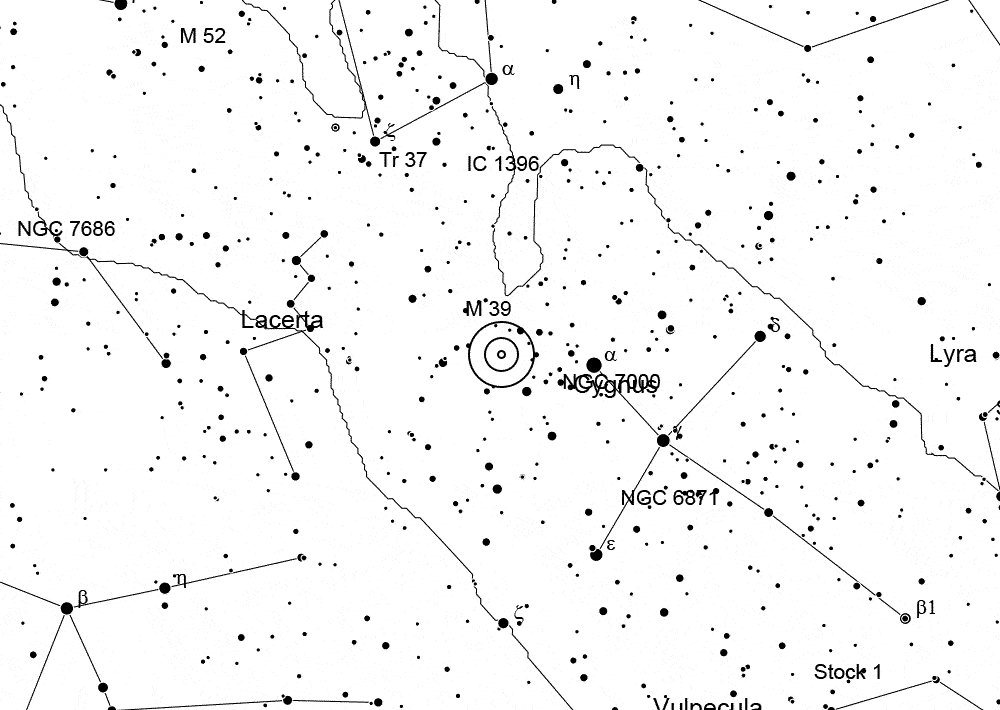 M 52
α
η
ζ
Tr 37
IC 1396
NGC 7686
M 39
Lacerta
δ
α
Lyra
NGC 7000
Cygnus
γ
NGC 6871
ε
η
β
ζ
β1
Stock 1
Vulpecula